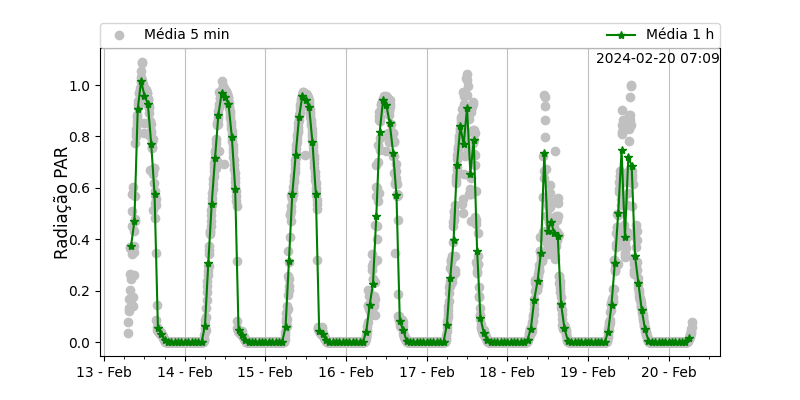 Média 5 min
Média 1 h
2024-02-20 07:09
Radiação PAR
1.0
0.8
0.6
0.4
0.2
0.0
13 - Feb
14 - Feb
15 - Feb
16 - Feb
17 - Feb
18 - Feb
19 - Feb
20 - Feb